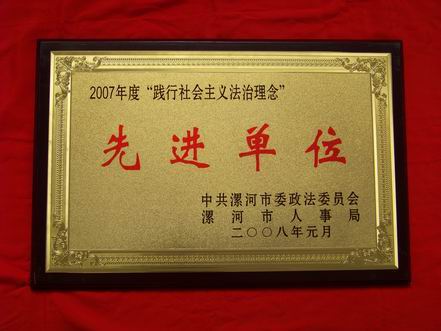 2007年度“践行社会主义法治理念”
先进单位
中共漯河市委政法委员会
漯河市人事局
二〇〇八年元月